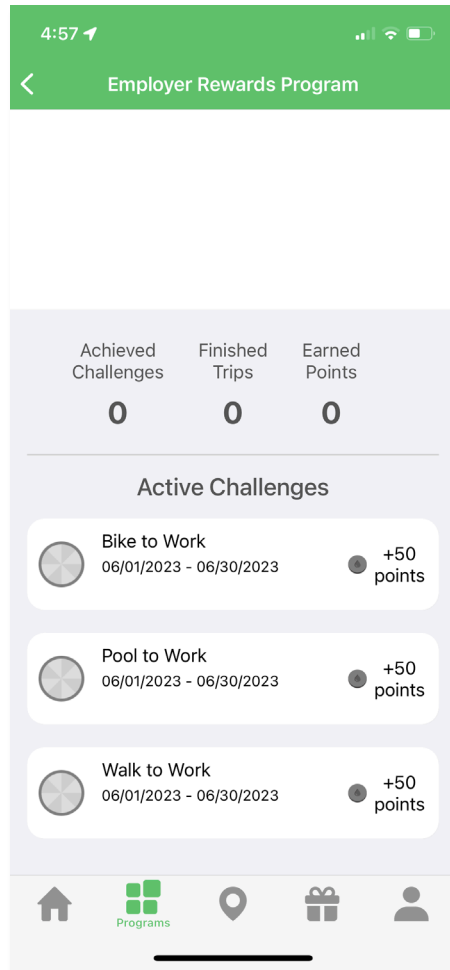 4:57
Employer Rewards Program
Achieved
Challenges
Finished
Trips
Earned
Points
0
0
0
Active Challenges
Bike to Work
06/01/2023 - 06/30/2023
+50
points
Pool to Work
06/01/2023 - 06/30/2023
+50
points
Walk to Work
06/01/2023 - 06/30/2023
+50
points
Programs